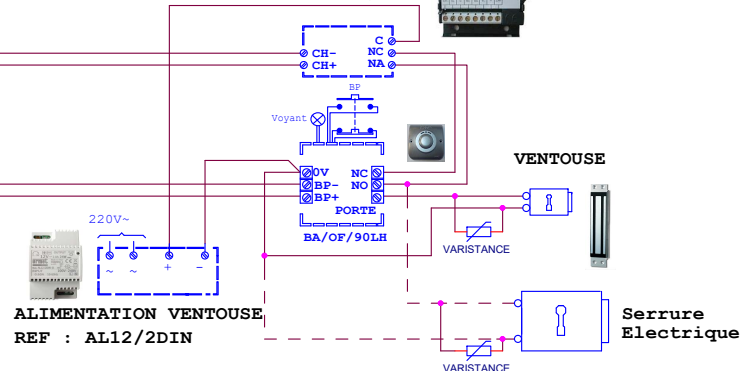 C
CH- NC
CH+ NA
BP
Voyant
VENTOUSE
0V NC
BP- NO
BP+
PORTE
220V~
BA/OF/90LH
VARISTANCE
~ ~ + -
ALIMENTATION VENTOUSE
REF : AL12/2DIN
Serrure
Electrique
VARISTANCE